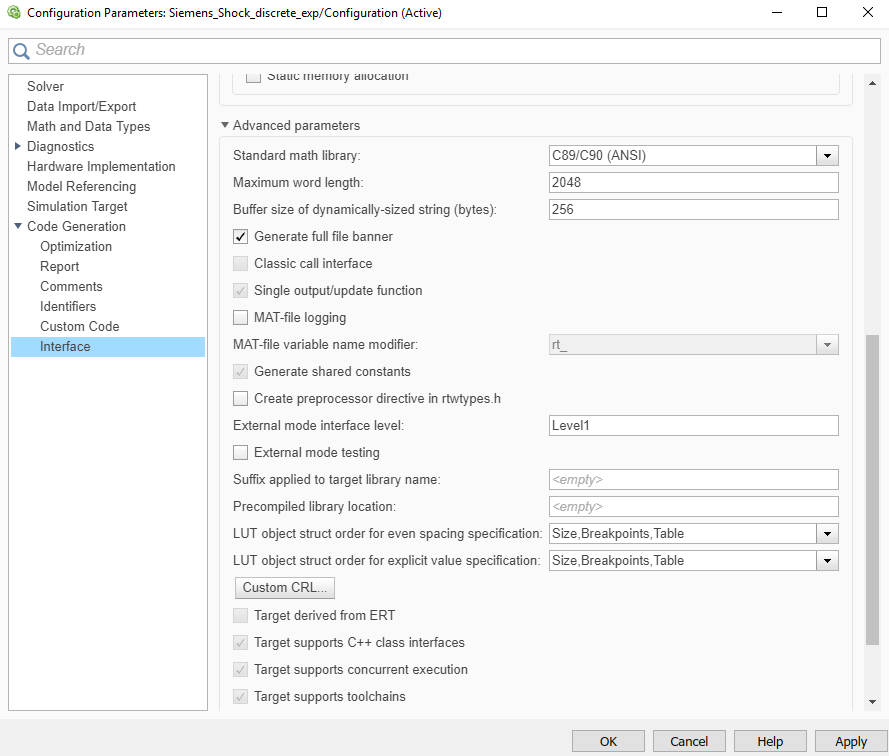 Configuration Parameters: Siemens_Shock_discrete_exp/Configuration (Active)
Search
Solver
Data Import/Export
Math and Data Types
Diagnostics
Hardware Implementation
Model Referencing
Simulation Target
Code Generation
Optimization
Report
Comments
Identifiers
Custom Code
Interface
Static memory allocation
Advanced parameters
Standard math library: C89/C90 (ANSI)
Maximum word length: 2048
Buffer size of dynamically-sized string (bytes): 256
Generate full file banner
Classic call interface
Single output/update function
MAT-file logging
MAT-file variable name modifier: rt_
Generate shared constants
Create preprocessor directive in rtwtypes.h
External mode interface level: Level1
External mode testing
Suffix applied to target library name: <empty>
Precompiled library location: <empty>
LUT object struct order for even spacing specification: Size,Breakpoints,Table
LUT object struct order for explicit value specification: Size,Breakpoints,Table
Custom CRL...
Target derived from ERT
Target supports C++ class interfaces
Target supports concurrent execution
Target supports toolchains
OK Cancel Help Apply